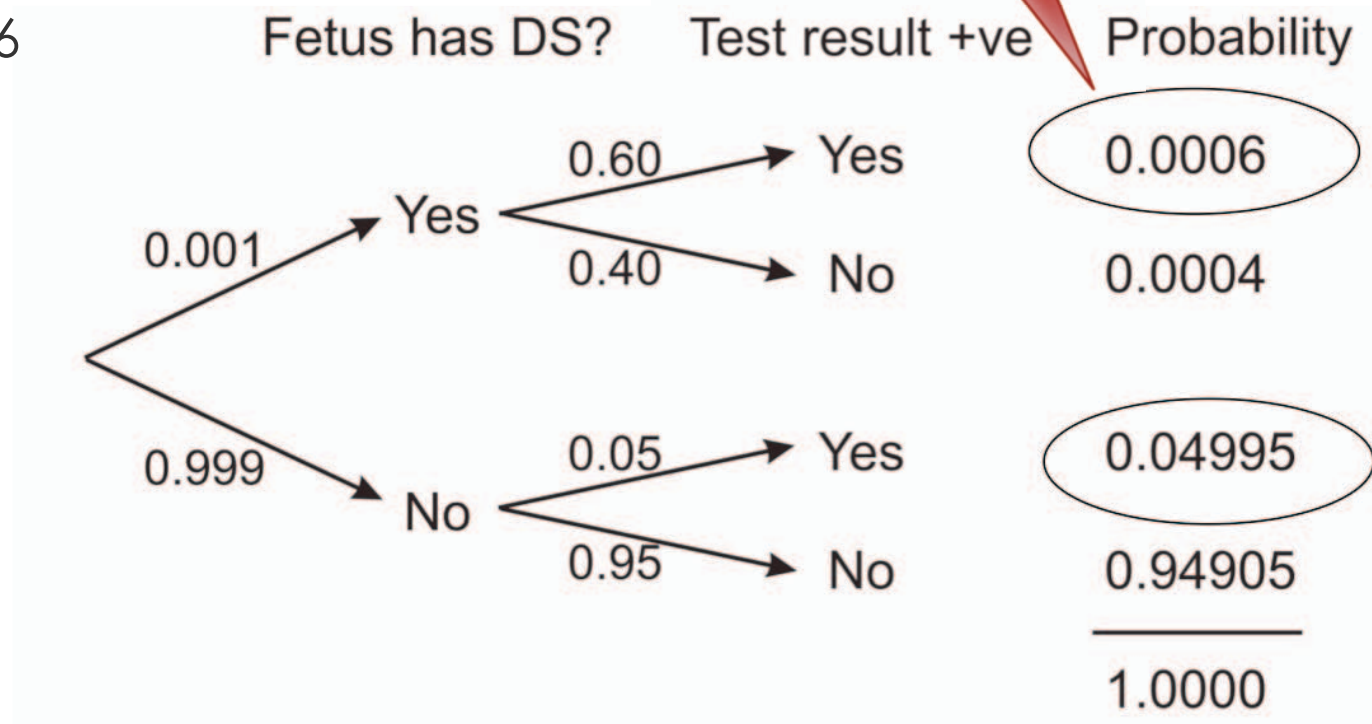 6
Fetus has DS? Test result +ve Probability
0.60 Yes 0.0006
0.001 Yes
0.40 No 0.0004
0.05 Yes 0.04995
0.999 No
0.95 No 0.94905
1.0000